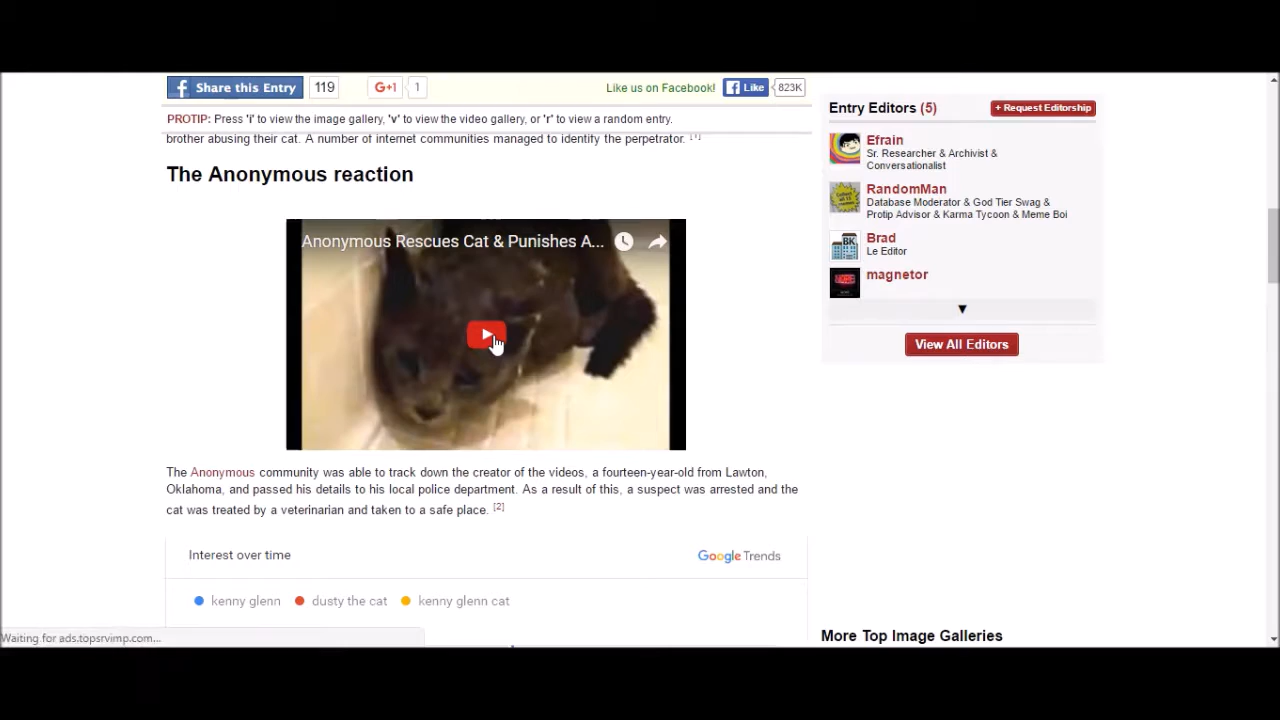 Share this Entry 119 G+1 1 Like us on Facebook! Like 823K
PROTIP: Press 'i' to view the image gallery, 'v' to view the video gallery, or 'r' to view a random entry.
brother abusing their cat. A number of internet communities managed to identify the perpetrator. [1]
The Anonymous reaction
Anonymous Rescues Cat & Punishes A...
The Anonymous community was able to track down the creator of the videos, a fourteen-year-old from Lawton,
Oklahoma, and passed his details to his local police department. As a result of this, a suspect was arrested and the
cat was treated by a veterinarian and taken to a safe place. [2]
Interest over time Google Trends
kenny glenn dusty the cat kenny glenn cat
Waiting for ads.topsrvimp.com...
Entry Editors (5) + Request Editorship
Efrain
Sr. Researcher & Archivist &
Conversationalist
RandomMan
Database Moderator & God Tier Swag &
Protip Advisor & Karma Tycoon & Meme Boi
Brad
Le Editor
magnetor
View All Editors
More Top Image Galleries